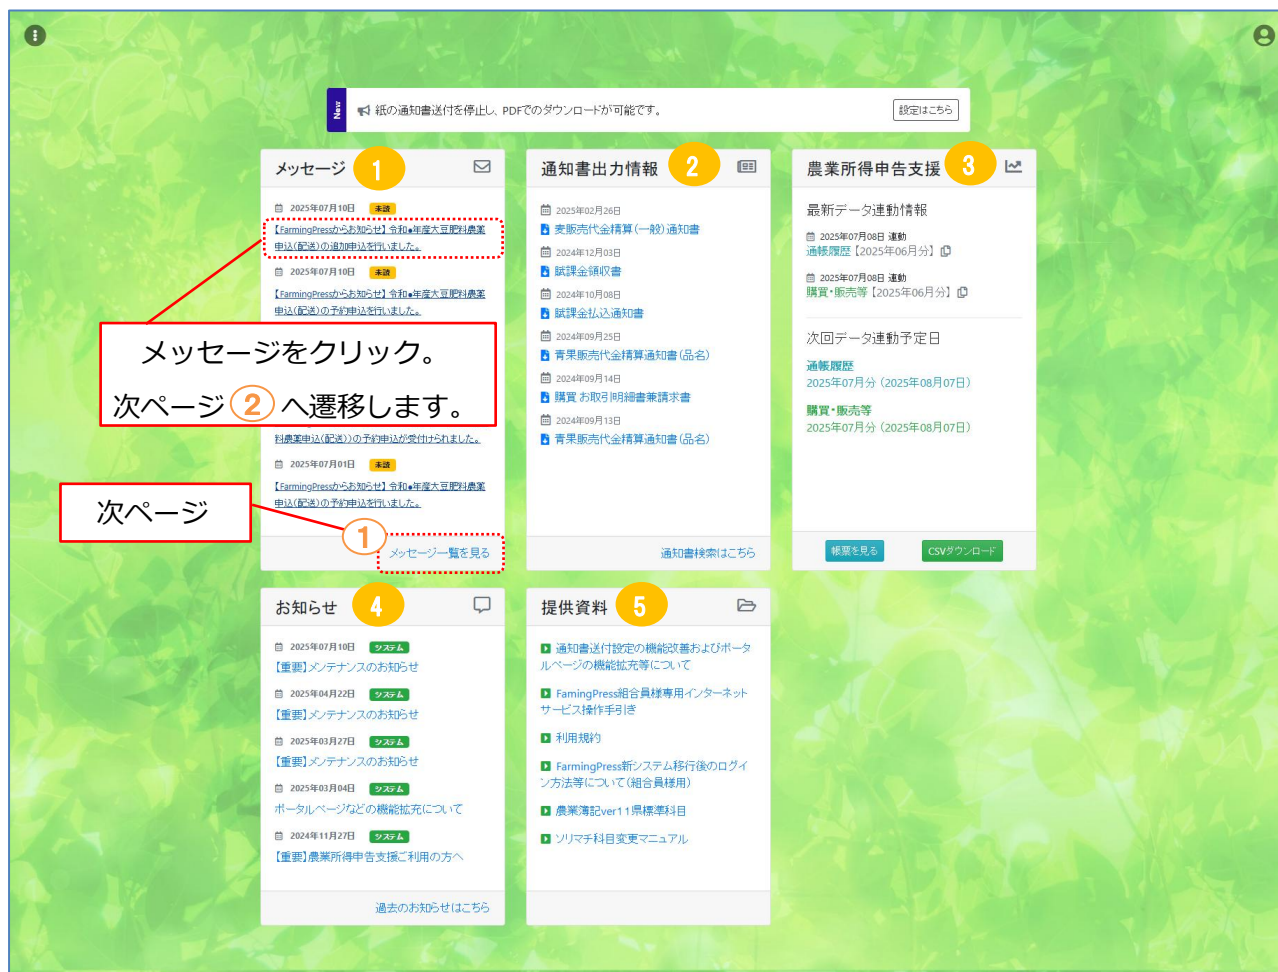 New
紙の通知書送付を停止し、PDFでのダウンロードが可能です。
設定はこちら
メッセージ
1
2025年07月10日 未読
【FarmingPressからお知らせ】令和●年産大豆肥料農薬
申込(配送)の追加申込を行いました。
2025年07月10日 未読
【FarmingPressからお知らせ】令和●年産大豆肥料農薬
申込(配送)の予約申込を行いました。
メッセージをクリック。
次ページ ② へ遷移します。
料農薬申込(配送))の予約申込が受付けられました。
2025年07月01日 未読
【FarmingPressからお知らせ】令和●年産大豆肥料農薬
申込(配送)の予約申込を行いました。
次ページ
①
メッセージ一覧を見る
通知書出力情報
2
2025年02月26日
麦販売代金精算(一般)通知書
2024年12月03日
賦課金領収書
2024年10月08日
賦課金払込通知書
2024年09月25日
青果販売代金精算通知書(品名)
2024年09月14日
購買 お取引明細書兼請求書
2024年09月13日
青果販売代金精算通知書(品名)
通知書検索はこちら
農業所得申告支援
3
最新データ連動情報
2025年07月08日 連動
通帳履歴【2025年06月分】
2025年07月08日 連動
購買・販売等【2025年06月分】
次回データ連動予定日
通帳履歴
2025年07月分(2025年08月07日)
購買・販売等
2025年07月分(2025年08月07日)
帳票を見る
CSVダウンロード
お知らせ
4
2025年07月10日 システム
【重要】メンテナンスのお知らせ
2025年04月22日 システム
【重要】メンテナンスのお知らせ
2025年03月27日 システム
【重要】メンテナンスのお知らせ
2025年03月04日 システム
ポータルページなどの機能拡充について
2024年11月27日 システム
【重要】農業所得申告支援ご利用の方へ
過去のお知らせはこちら
提供資料
5
通知書送付設定の機能改善およびポータ
ルページの機能拡充等について
FamingPress組合員様専用インターネット
サービス操作手引き
利用規約
FarmingPress新システム移行後のログイ
ン方法等について(組合員様用)
農業簿記ver11県標準科目
ソリマチ科目変更マニュアル